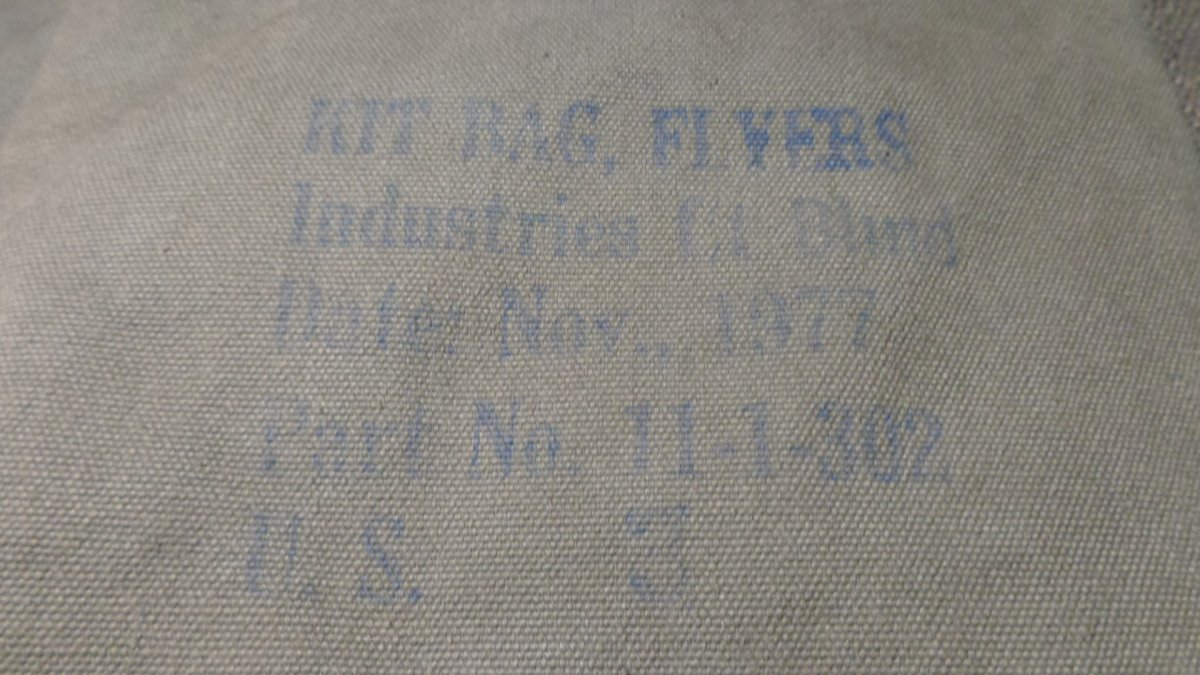 KIT BAG, FLYERS
Industries
Date: Nov., 1977
Part No. 11-1-302
U. S.